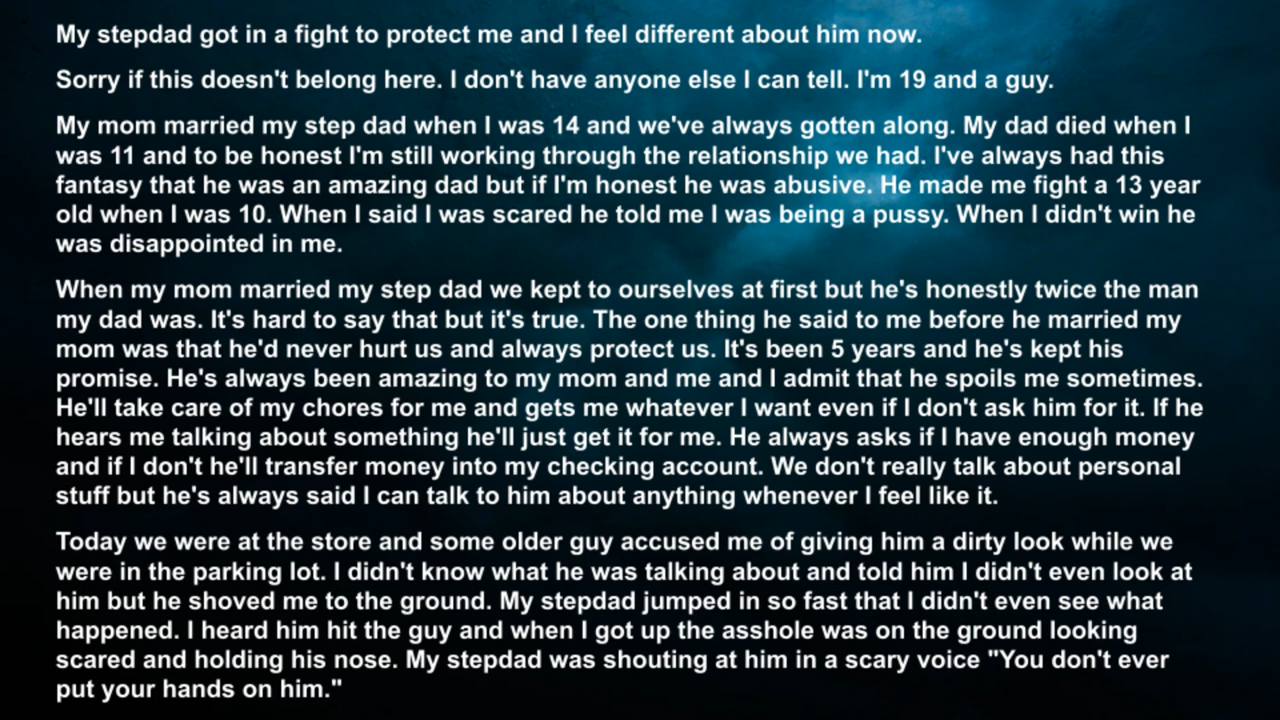 My stepdad got in a fight to protect me and I feel different about him now.
Sorry if this doesn't belong here. I don't have anyone else I can tell. I'm 19 and a guy.
My mom married my step dad when I was 14 and we've always gotten along. My dad died when I
was 11 and to be honest I'm still working through the relationship we had. I've always had this
fantasy that he was an amazing dad but if I'm honest he was abusive. He made me fight a 13 year
old when I was 10. When I said I was scared he told me I was being a pussy. When I didn't win he
was disappointed in me.
When my mom married my step dad we kept to ourselves at first but he's honestly twice the man
my dad was. It's hard to say that but it's true. The one thing he said to me before he married my
mom was that he'd never hurt us and always protect us. It's been 5 years and he's kept his
promise. He's always been amazing to my mom and me and I admit that he spoils me sometimes.
He'll take care of my chores for me and gets me whatever I want even if I don't ask him for it. If he
hears me talking about something he'll just get it for me. He always asks if I have enough money
and if I don't he'll transfer money into my checking account. We don't really talk about personal
stuff but he's always said I can talk to him about anything whenever I feel like it.
Today we were at the store and some older guy accused me of giving him a dirty look while we
were in the parking lot. I didn't know what he was talking about and told him I didn't even look at
him but he shoved me to the ground. My stepdad jumped in so fast that I didn't even see what
happened. I heard him hit the guy and when I got up the asshole was on the ground looking
scared and holding his nose. My stepdad was shouting at him in a scary voice "You don't ever
put your hands on him."